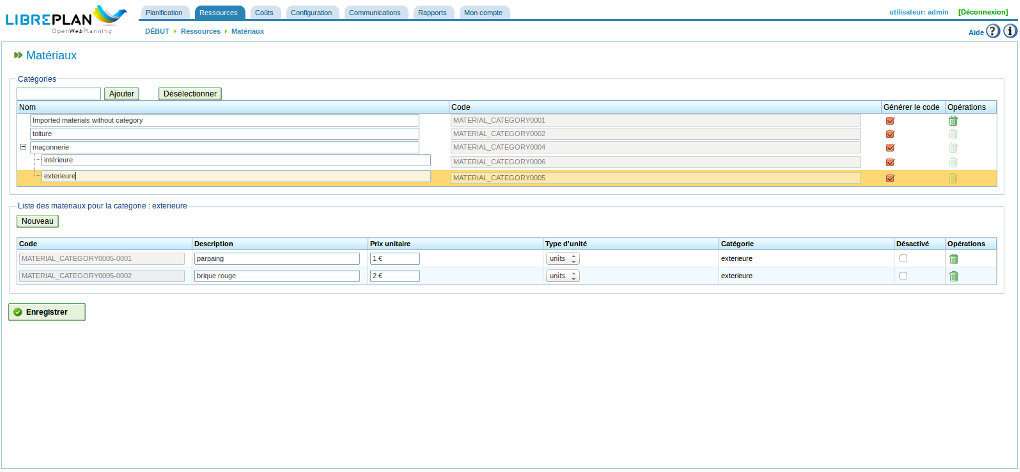 LIBREPLAN
OpenWebPlanning
Planification Ressources Coûts Configuration Communications Rapports Mon compte
utilisateur: admin [Déconnexion]
DÉBUT Ressources Matériaux
Aide ? i
Matériaux
Catégories
Ajouter Désélectionner
Nom Code Générer le code Opérations
Imported materials without category MATERIAL_CATEGORY0001
toiture MATERIAL_CATEGORY0002
maçonnerie MATERIAL_CATEGORY0004
intérieure MATERIAL_CATEGORY0006
exterieure MATERIAL_CATEGORY0005
Liste des matériaux pour la catégorie : exterieure
Nouveau
Code Description Prix unitaire Type d'unité Catégorie Désactivé Opérations
MATERIAL_CATEGORY0005-0001 parpaing 1 € units exterieure
MATERIAL_CATEGORY0005-0002 brique rouge 2 € units exterieure
Enregistrer